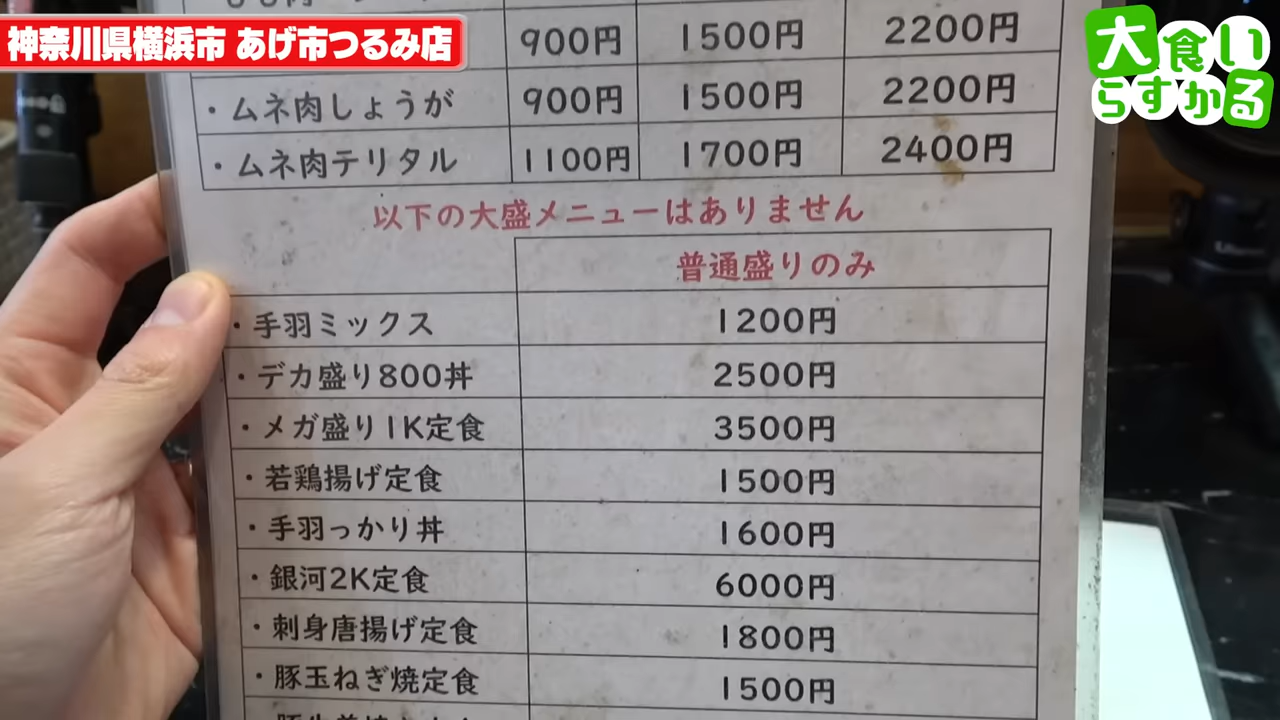 神奈川県横浜市 あげ市つるみ店
大食い
らすかる
900円 1500円 2200円
・ムネ肉しょうが 900円 1500円 2200円
・ムネ肉テリタル 1100円 1700円 2400円
以下の大盛メニューはありません
普通盛りのみ
・手羽ミックス 1200円
・デカ盛り800丼 2500円
・メガ盛り1K定食 3500円
・若鶏揚げ定食 1500円
・手羽っかり丼 1600円
・銀河2K定食 6000円
・刺身唐揚げ定食 1800円
・豚玉ねぎ焼定食 1500円